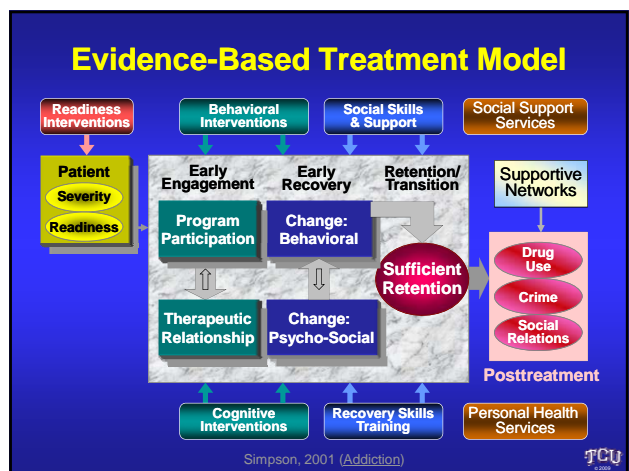 Evidence-Based Treatment Model
Readiness
Interventions
Behavioral
Interventions
Social Skills
& Support
Social Support
Services
Patient
Severity
Readiness
Early
Engagement
Early
Recovery
Retention/
Transition
Supportive
Networks
Program
Participation
Change:
Behavioral
Sufficient
Retention
Drug
Use
Crime
Social
Relations
Therapeutic
Relationship
Change:
Psycho-Social
Posttreatment
Cognitive
Interventions
Recovery Skills
Training
Personal Health
Services
Simpson, 2001 (Addiction)
TCU
© 2009